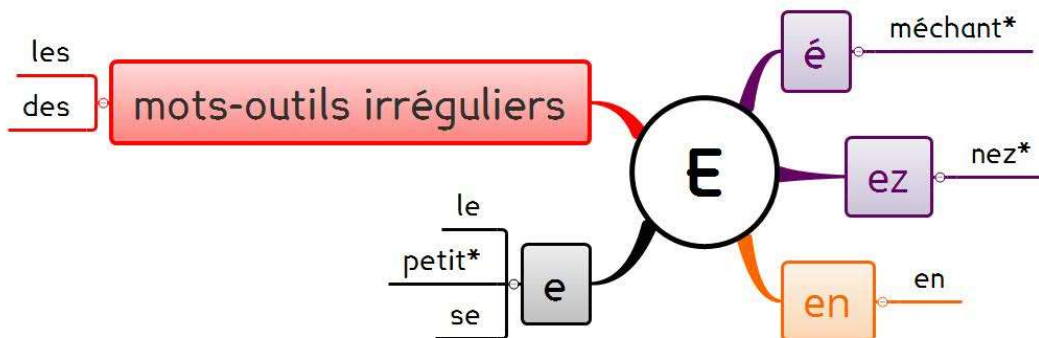 les
des
mots-outils irréguliers
E
é
méchant*
ez
nez*
en
en
e
le
petit*
se